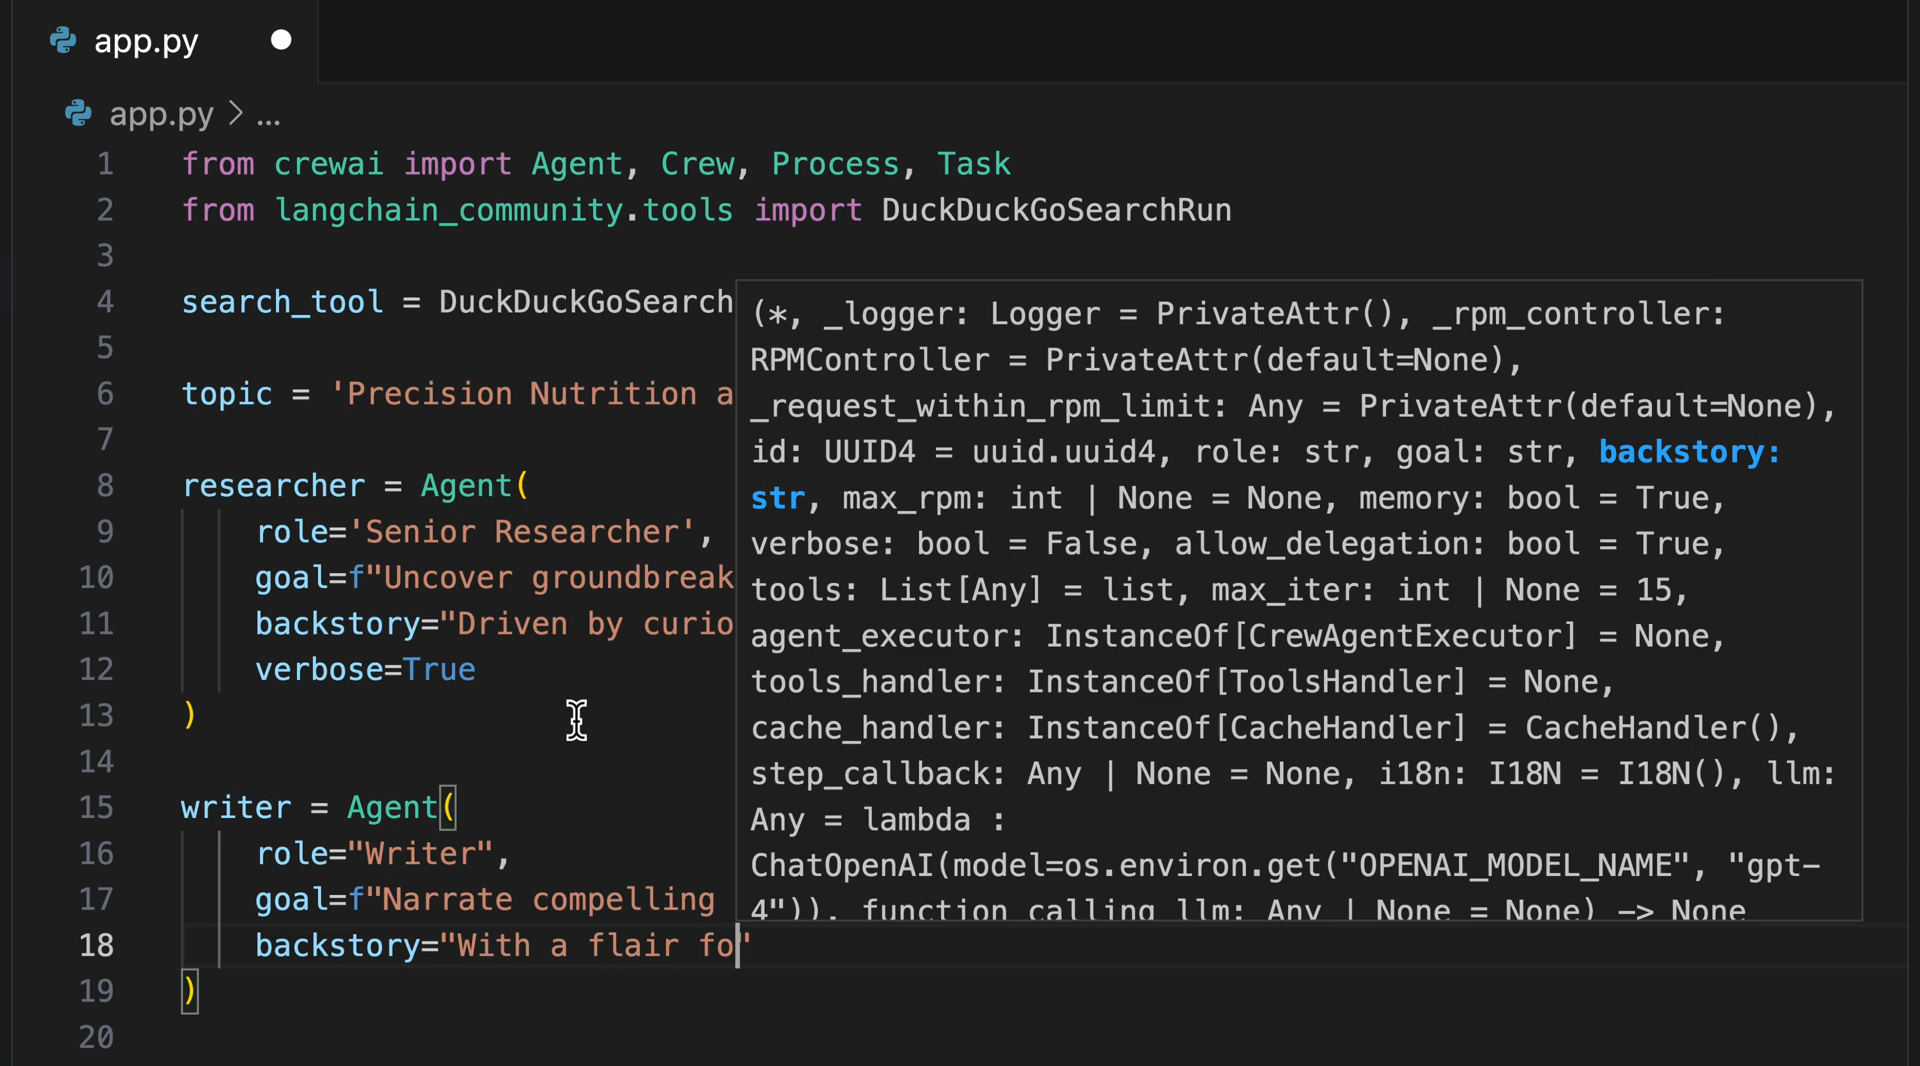 app.py
app.py > ...
1 from crewai import Agent, Crew, Process, Task
2 from langchain_community.tools import DuckDuckGoSearchRun
3
4 search_tool = DuckDuckGoSearch
5
6 topic = 'Precision Nutrition a
7
8 researcher = Agent(
9 role='Senior Researcher',
10 goal=f"Uncover groundbreak
11 backstory="Driven by curio
12 verbose=True
13 )
14
15 writer = Agent(
16 role="Writer",
17 goal=f"Narrate compelling
18 backstory="With a flair fo"
19 )
20
(*, _logger: Logger = PrivateAttr(), _rpm_controller:
RPMController = PrivateAttr(default=None),
_request_within_rpm_limit: Any = PrivateAttr(default=None),
id: UUID4 = uuid.uuid4, role: str, goal: str, backstory:
str, max_rpm: int | None = None, memory: bool = True,
verbose: bool = False, allow_delegation: bool = True,
tools: List[Any] = list, max_iter: int | None = 15,
agent_executor: InstanceOf[CrewAgentExecutor] = None,
tools_handler: InstanceOf[ToolsHandler] = None,
cache_handler: InstanceOf[CacheHandler] = CacheHandler(),
step_callback: Any | None = None, i18n: I18N = I18N(), llm:
Any = lambda :
ChatOpenAI(model=os.environ.get("OPENAI_MODEL_NAME", "gpt-
4")), function_calling_llm: Any | None = None) -> None